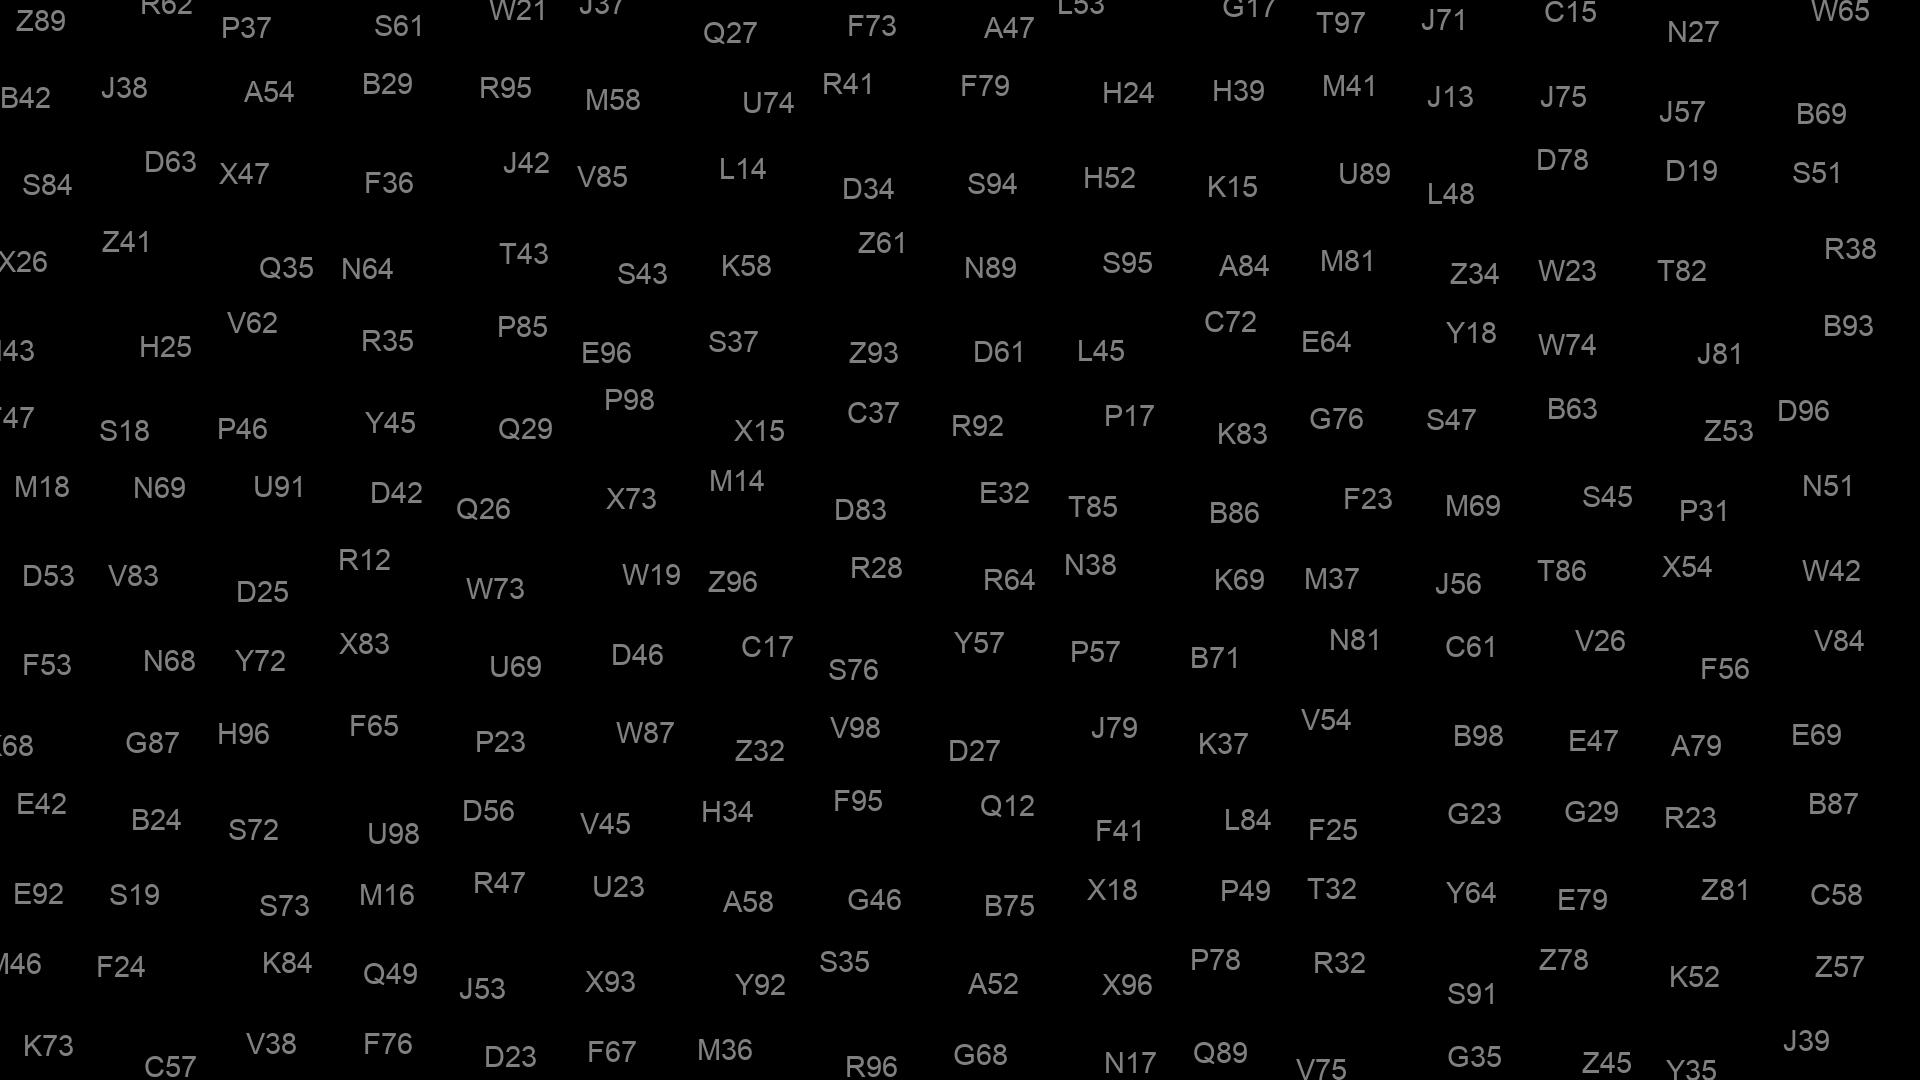 Z89 R62 P37 S61 W21 J37 Q27 F73 A47 L53 G17 T97 J71 C15 N27 W65
B42 J38 A54 B29 R95 M58 U74 R41 F79 H24 H39 M41 J13 J75 J57 B69
S84 D63 X47 F36 J42 V85 L14 D34 S94 H52 K15 U89 L48 D78 D19 S51
X26 Z41 Q35 N64 T43 S43 K58 Z61 N89 S95 A84 M81 Z34 W23 T82 R38
43 H25 V62 R35 P85 E96 S37 Z93 D61 L45 C72 E64 Y18 W74 J81 B93
47 S18 P46 Y45 Q29 P98 X15 C37 R92 P17 K83 G76 S47 B63 Z53 D96
M18 N69 U91 D42 Q26 X73 M14 D83 E32 T85 B86 F23 M69 S45 P31 N51
D53 V83 D25 R12 W73 W19 Z96 R28 R64 N38 K69 M37 J56 T86 X54 W42
F53 N68 Y72 X83 U69 D46 C17 S76 Y57 P57 B71 N81 C61 V26 F56 V84
68 G87 H96 F65 P23 W87 Z32 V98 D27 J79 K37 V54 B98 E47 A79 E69
E42 B24 S72 U98 D56 V45 H34 F95 Q12 F41 L84 F25 G23 G29 R23 B87
E92 S19 S73 M16 R47 U23 A58 G46 B75 X18 P49 T32 Y64 E79 Z81 C58
M46 F24 K84 Q49 J53 X93 Y92 S35 A52 X96 P78 R32 S91 Z78 K52 Z57
K73 C57 V38 F76 D23 F67 M36 R96 G68 N17 Q89 V75 G35 Z45 Y35 J39